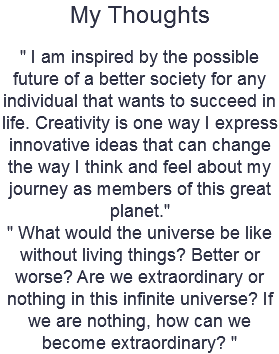 My Thoughts
" I am inspired by the possible
future of a better society for any
individual that wants to succeed in
life. Creativity is one way I express
innovative ideas that can change
the way I think and feel about my
journey as members of this great
planet."
" What would the universe be like
without living things? Better or
worse? Are we extraordinary or
nothing in this infinite universe? If
we are nothing, how can we
become extraordinary? "